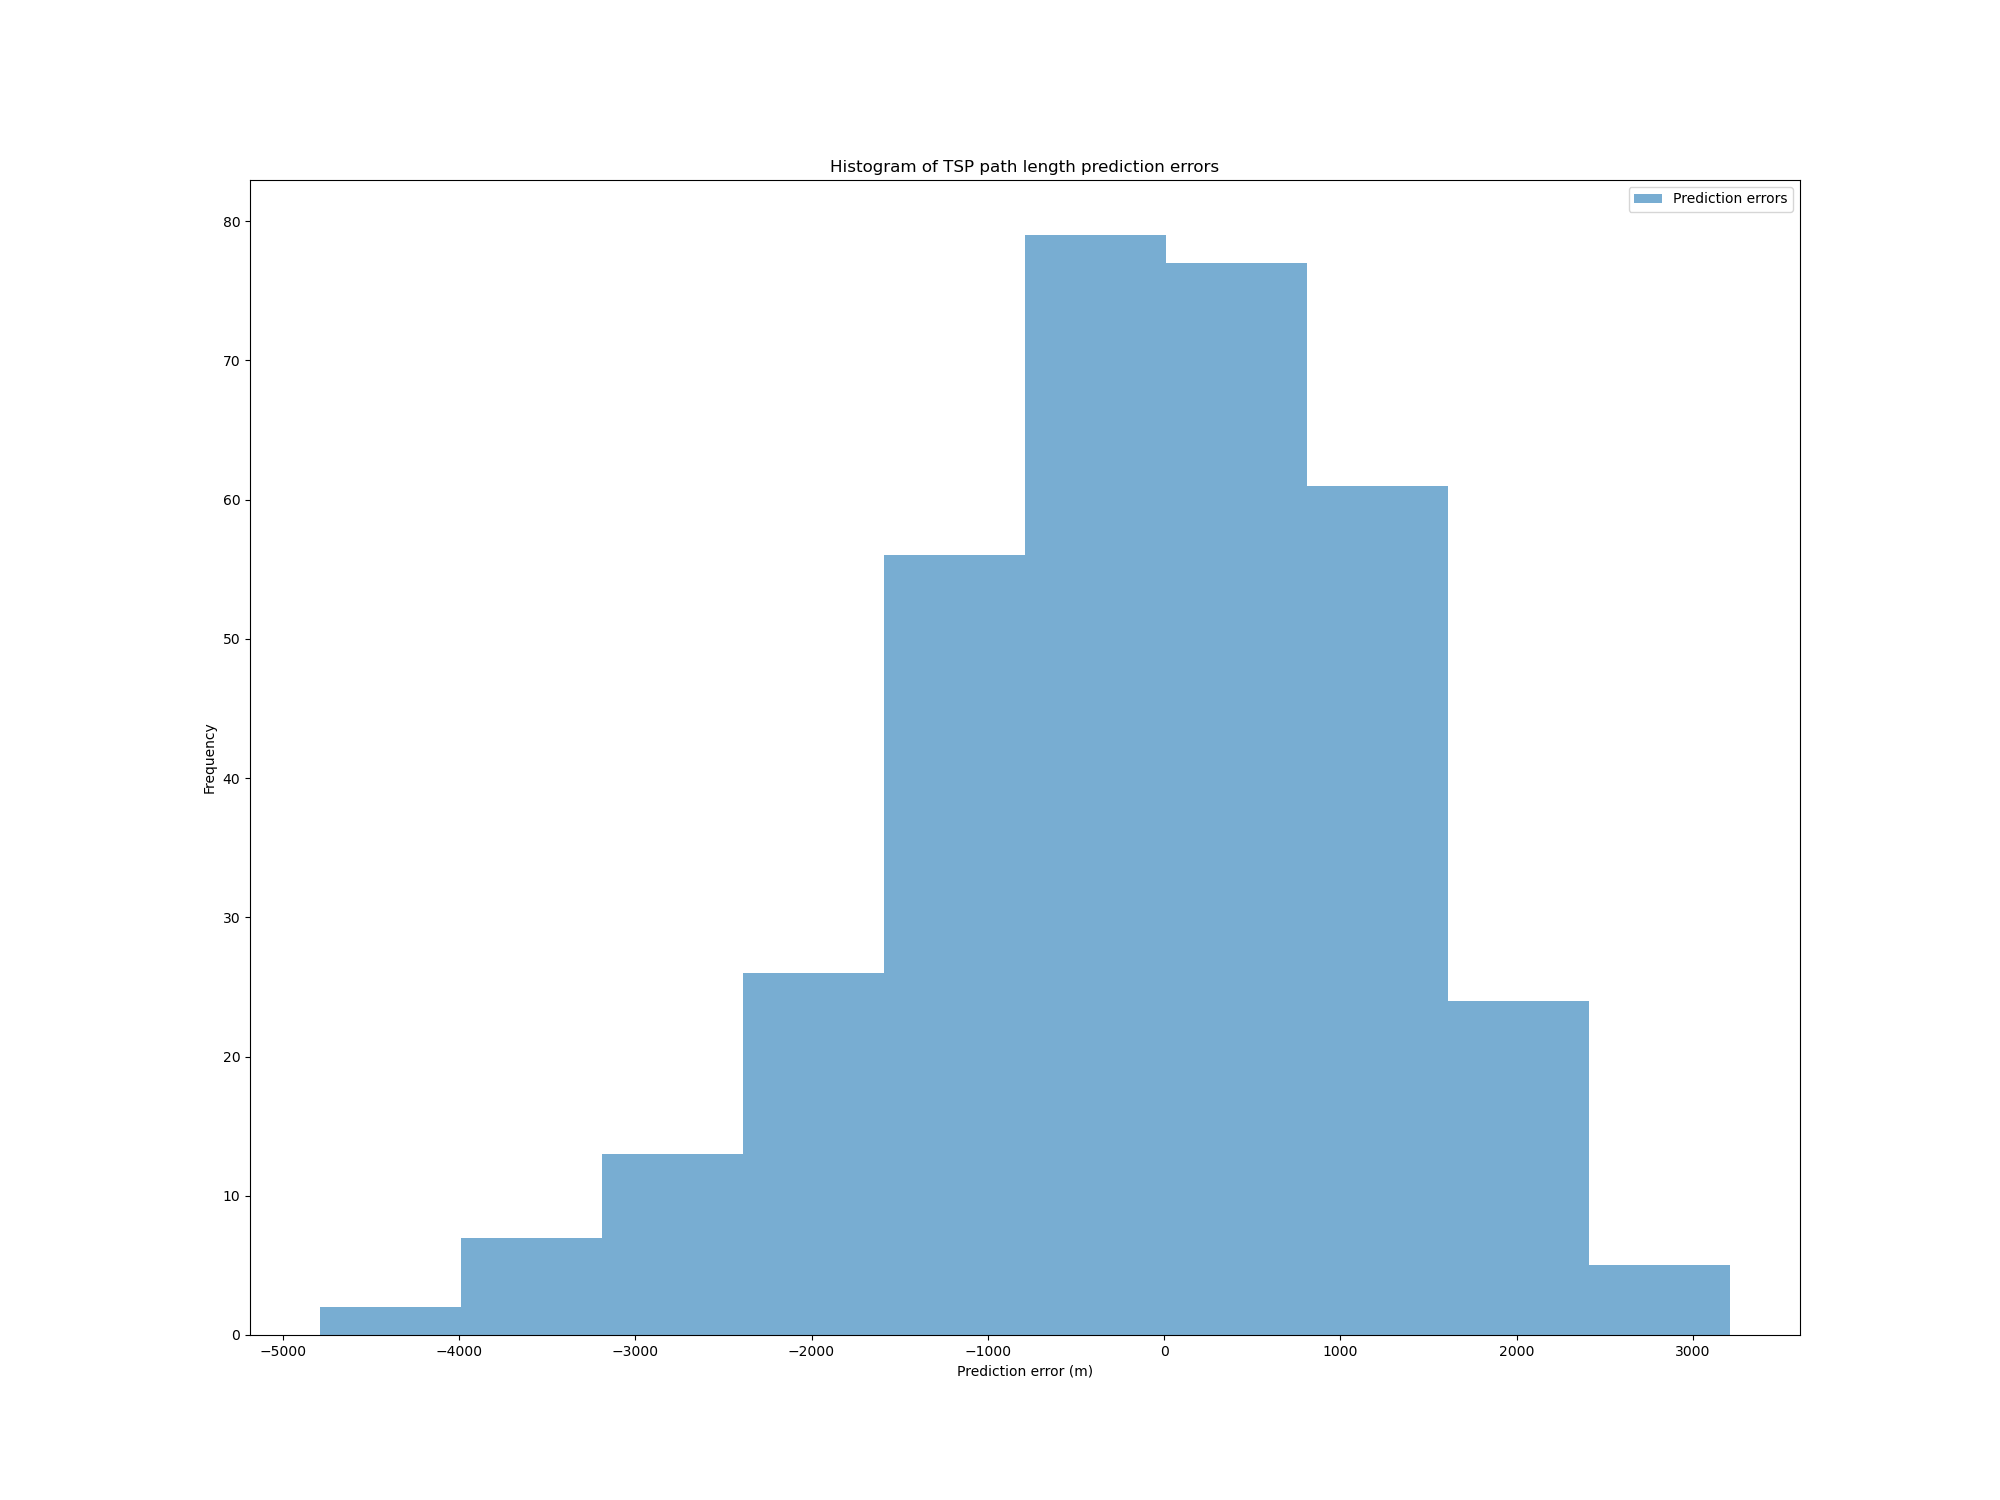 Histogram of TSP path length prediction errors
Prediction errors
80
70
60
50
40
30
20
10
0
Frequency
−5000 −4000 −3000 −2000 −1000 0 1000 2000 3000
Prediction error (m)